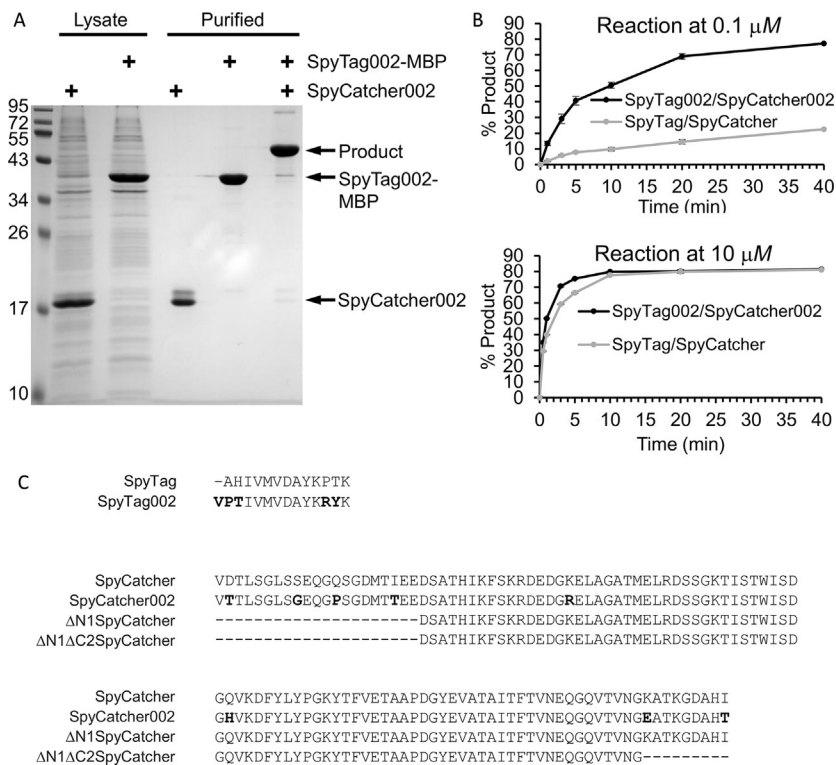 A
Lysate Purified
SpyTag002-MBP
SpyCatcher002
95
72
55
43
34
26
17
10
Product
SpyTag002-
MBP
SpyCatcher002
B
Reaction at 0.1 μM
% Product
90
80
70
60
50
40
30
20
10
0
SpyTag002/SpyCatcher002
SpyTag/SpyCatcher
0 5 10 15 20 25 30 35 40
Time (min)
Reaction at 10 μM
% Product
90
80
70
60
50
40
30
20
10
0
SpyTag002/SpyCatcher002
SpyTag/SpyCatcher
0 5 10 15 20 25 30 35 40
Time (min)
C
SpyTag -AHIVMVDAYKPTK
SpyTag002 VPTIVMVDAYKRYK
SpyCatcher VDTLSGLSSEQGQSGDMTIEEDSATHIKFSKRDEDGKELAGATMELRDSSGKTISTWISD
SpyCatcher002 VTTLSGLSGEQGPSGDMTTEEDSATHIKFSKRDEDGRELAGATMELRDSSGKTISTWISD
ΔN1SpyCatcher ---------------------DSATHIKFSKRDEDGKELAGATMELRDSSGKTISTWISD
ΔN1ΔC2SpyCatcher ---------------------DSATHIKFSKRDEDGKELAGATMELRDSSGKTISTWISD
SpyCatcher GQVKDFYLYPGKYTFVETAAPDGYEVATAITFTVNEQGQVTVNGKATKGDAHI
SpyCatcher002 GHVKDFYLYPGKYTFVETAAPDGYEVATAITFTVNEQGQVTVNGEATKGDAHT
ΔN1SpyCatcher GQVKDFYLYPGKYTFVETAAPDGYEVATAITFTVNEQGQVTVNGKATKGDAHI
ΔN1ΔC2SpyCatcher GQVKDFYLYPGKYTFVETAAPDGYEVATAITFTVNEQGQVTVNG---------